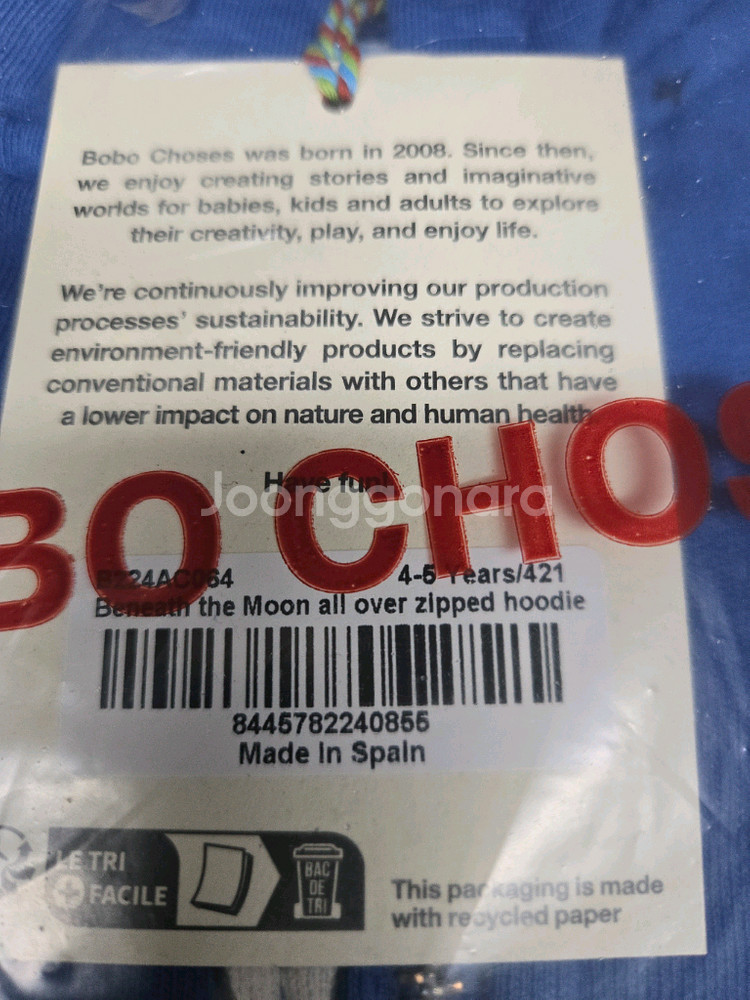 Bobo Choses was born in 2008. Since then,
we enjoy creating stories and imaginative
worlds for babies, kids and adults to explore
their creativity, play, and enjoy life.
We're continuously improving our production
processes' sustainability. We strive to create
environment-friendly products by replacing
conventional materials with others that have
a lower impact on nature and human health
Have fun!
Joonggonara
BO CHOS
B224AC064 4-5 Years/421
Beneath the Moon all over zipped hoodie
8445782240855
Made In Spain
LE TRI
+ FACILE
BAC
DE
TRI
This packaging is made
with recycled paper